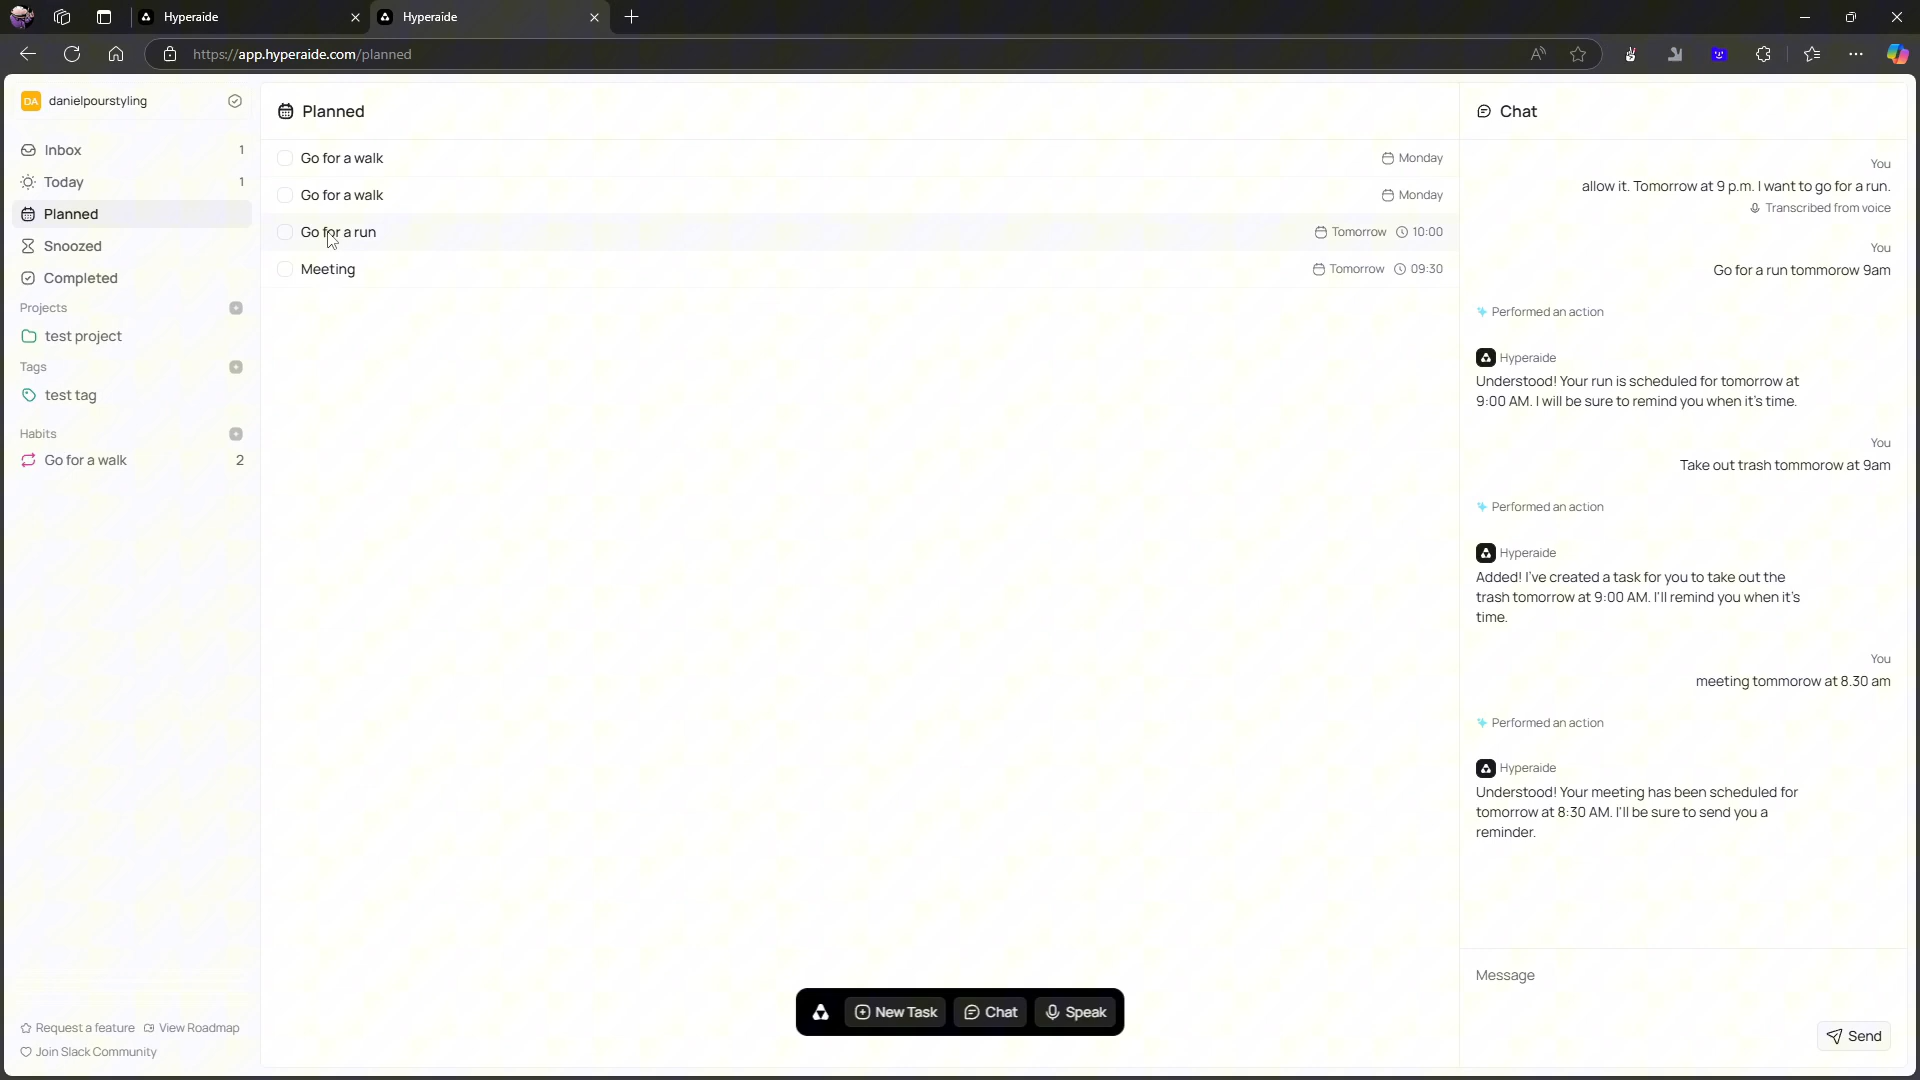 Hyperaide
Hyperaide
https://app.hyperaide.com/planned
DA danielpourstyling
Inbox 1
Today 1
Planned
Snoozed
Completed
Projects
test project
Tags
test tag
Habits
Go for a walk 2
Request a feature View Roadmap
Join Slack Community
Planned
Go for a walk Monday
Go for a walk Monday
Go for a run Tomorrow 10:00
Meeting Tomorrow 09:30
New Task Chat Speak
Chat
You
allow it. Tomorrow at 9 p.m. I want to go for a run.
Transcribed from voice
You
Go for a run tommorow 9am
Performed an action
Hyperaide
Understood! Your run is scheduled for tomorrow at
9:00 AM. I will be sure to remind you when it's time.
You
Take out trash tommorow at 9am
Performed an action
Hyperaide
Added! I've created a task for you to take out the
trash tomorrow at 9:00 AM. I'll remind you when it's
time.
You
meeting tommorow at 8.30 am
Performed an action
Hyperaide
Understood! Your meeting has been scheduled for
tomorrow at 8:30 AM. I'll be sure to send you a
reminder.
Message
Send